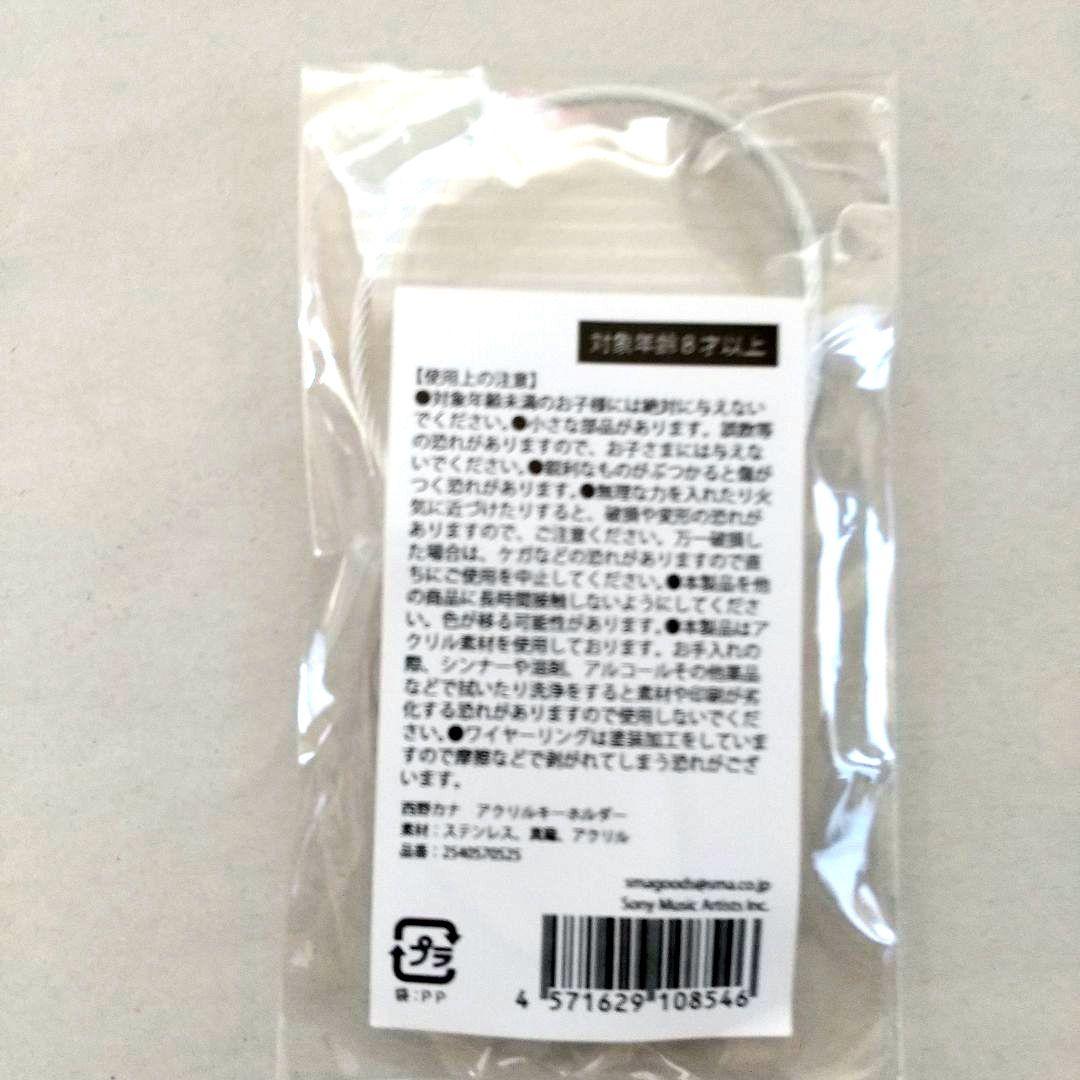 対象年齢8才以上
【使用上の注意】
●対象年齢未満のお子様には絶対に与えない
でください。●小さな部品があります。誤飲等
の恐れがありますので、お子さまには与えな
いでください。●鋭利なものがぶつかると傷が
つく恐れがあります。●無理な力を入れたり火
気に近づけたりすると、破損や変形の恐れが
ありますので、ご注意ください。万一破損し
た場合は、ケガなどの恐れがありますので直
ちにご使用を中止してください。●本製品を他
の商品に長時間接触しないようにしてくださ
い。色が移る可能性があります。●本製品はア
クリル素材を使用しております。お手入れの
際、シンナーや溶剤、アルコールその他薬品
などで拭いたり洗浄をすると素材や印刷が劣
化する恐れがありますので使用しないでくだ
さい。●ワイヤーリングは塗装加工をしていま
すので摩擦などで剥がれてしまう恐れがござ
います。
西野カナ アクリルキーホルダー
素材：ステンレス、真鍮、アクリル
品番：2540570525
smagoods@sma.co.jp
Sony Music Artists Inc.
プラ
袋：PP
4 571629 108546